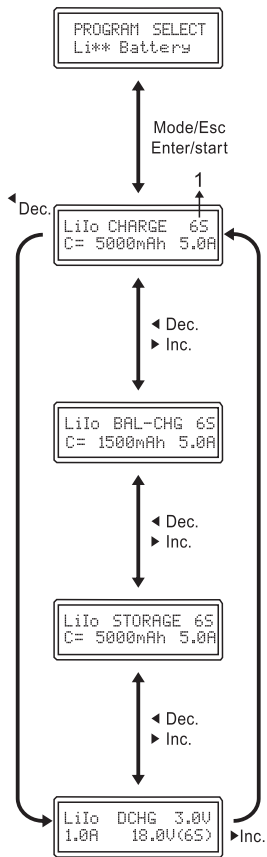 PROGRAM SELECT
Li** Battery
Mode/Esc
Enter/start
1
◄ Dec.
LiIo CHARGE 6S
C= 5000mAh 5.0A
◄ Dec.
► Inc.
LiIo BAL-CHG 6S
C= 1500mAh 5.0A
◄ Dec.
► Inc.
LiIo STORAGE 6S
C= 5000mAh 5.0A
◄ Dec.
► Inc.
LiIo DCHG 3.0V
1.0A 18.0V(6S)
►Inc.